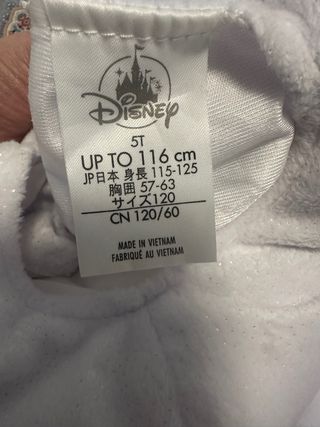 Disney
5T
UP TO 116 cm
JP日本 身長 115-125
胸囲 57-63
サイズ120
CN 120/60
MADE IN VIETNAM
FABRIQUÉ AU VIETNAM